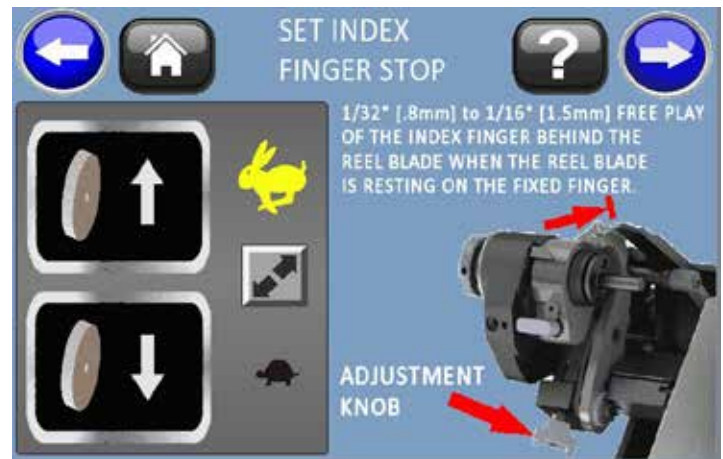 SET INDEX
FINGER STOP
?
1/32" [.8mm] to 1/16" [1.5mm] FREE PLAY
OF THE INDEX FINGER BEHIND THE
REEL BLADE WHEN THE REEL BLADE
IS RESTING ON THE FIXED FINGER.
ADJUSTMENT
KNOB